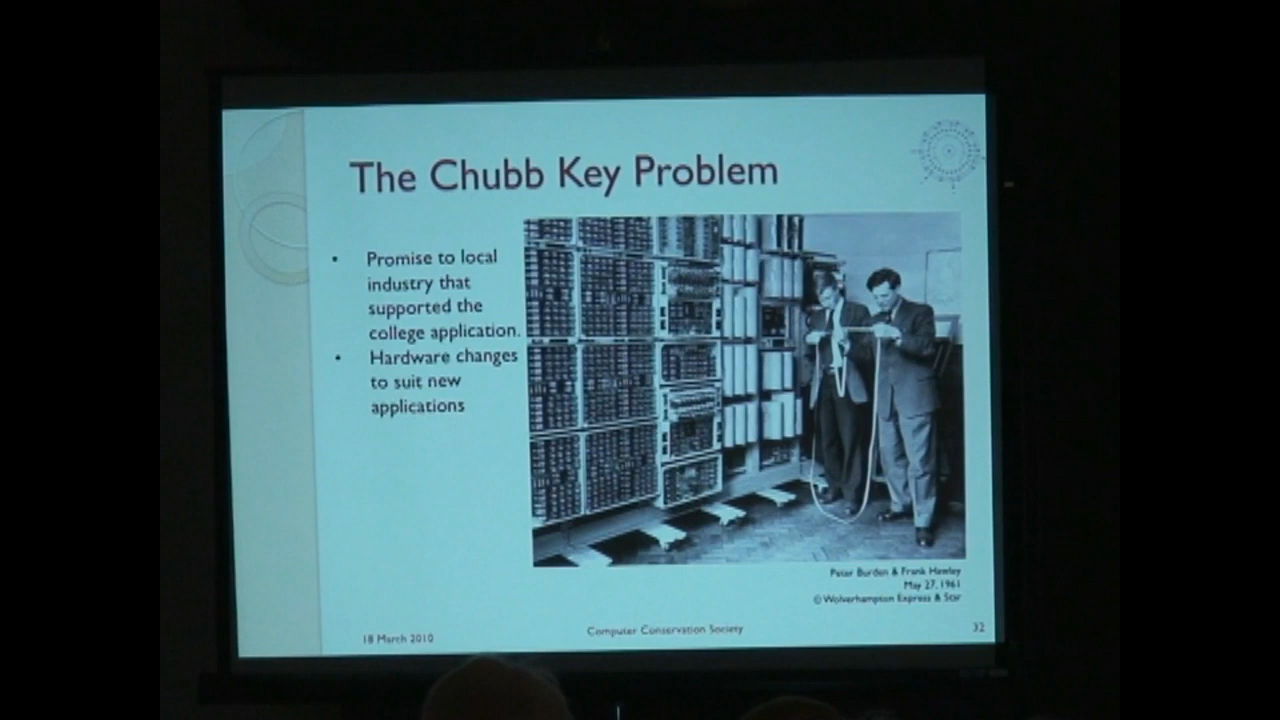 The Chubb Key Problem
• Promise to local
industry that
supported the
college application.
• Hardware changes
to suit new
applications
Peter Burden & Frank Hawley
May 27, 1961
© Wolverhampton Express & Star
18 March 2010
Computer Conservation Society
32